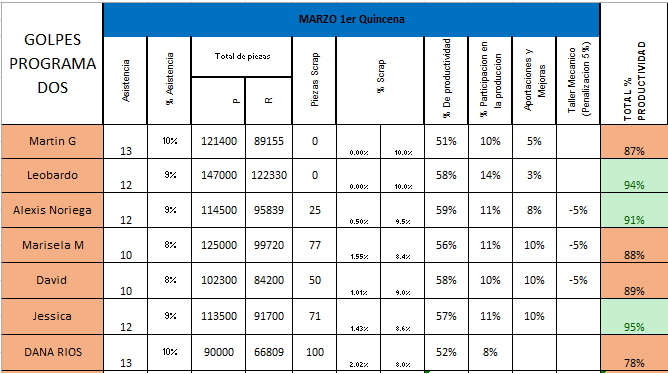 MARZO 1er Quincena
GOLPES PROGRAMADOS
Asistencia
% Asistencia
Total de piezas
P R
Piezas Scrap
% Scrap
% De productividad
% Participacion en la produccion
Aportaciones y Mejoras
Taller Mecanico (Penalizacion 5%)
TOTAL % PRODUCTIVIDAD
Martin G 13 10% 121400 89155 0 0.00% 10.0% 51% 10% 5% 87%
Leobardo 12 9% 147000 122330 0 0.00% 10.0% 58% 14% 3% 94%
Alexis Noriega 12 9% 114500 95839 25 0.50% 9.5% 59% 11% 8% -5% 91%
Marisela M 10 8% 125000 99720 77 1.55% 8.4% 56% 11% 10% -5% 88%
David 10 8% 102300 84200 50 1.01% 9.0% 58% 10% 10% -5% 89%
Jessica 12 9% 113500 91700 71 1.43% 8.6% 57% 11% 10% 95%
DANA RIOS 13 10% 90000 66809 100 2.02% 8.0% 52% 8% 78%